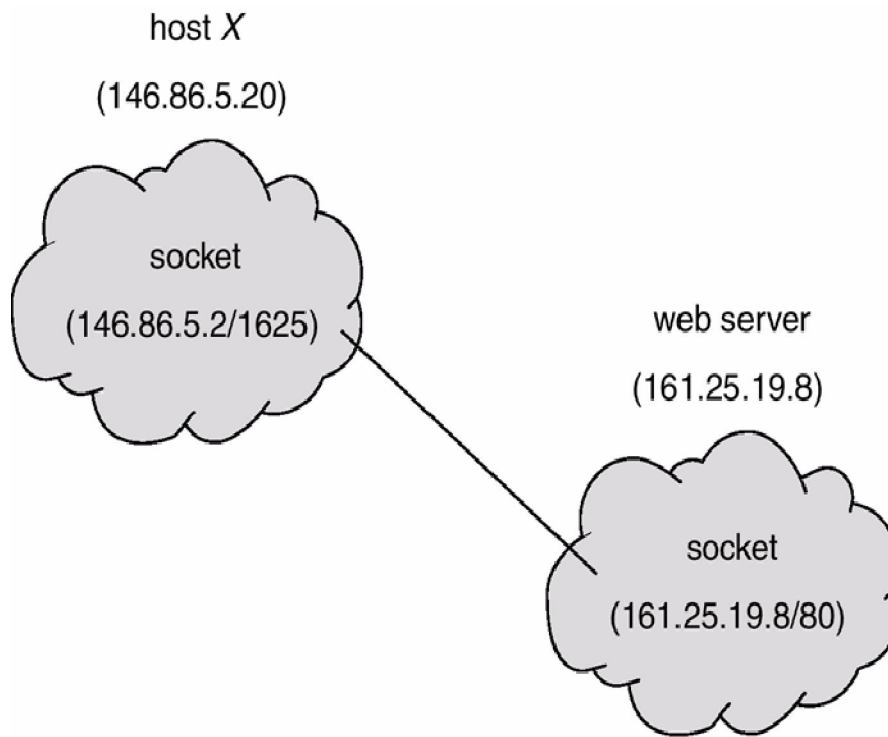 host X
(146.86.5.20)
socket
(146.86.5.2/1625)
web server
(161.25.19.8)
socket
(161.25.19.8/80)